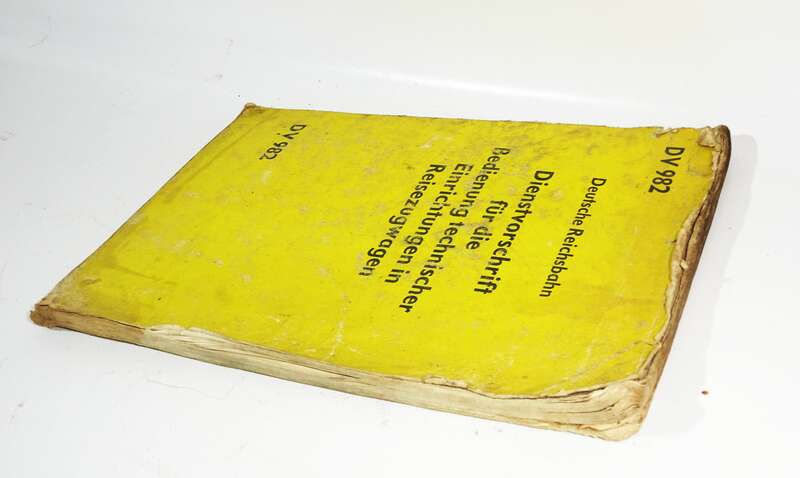 DV 982
Deutsche Reichsbahn
Dienstvorschrift
für die
Bedienung technischer
Einrichtungen in
Reisezugwagen
DV 982